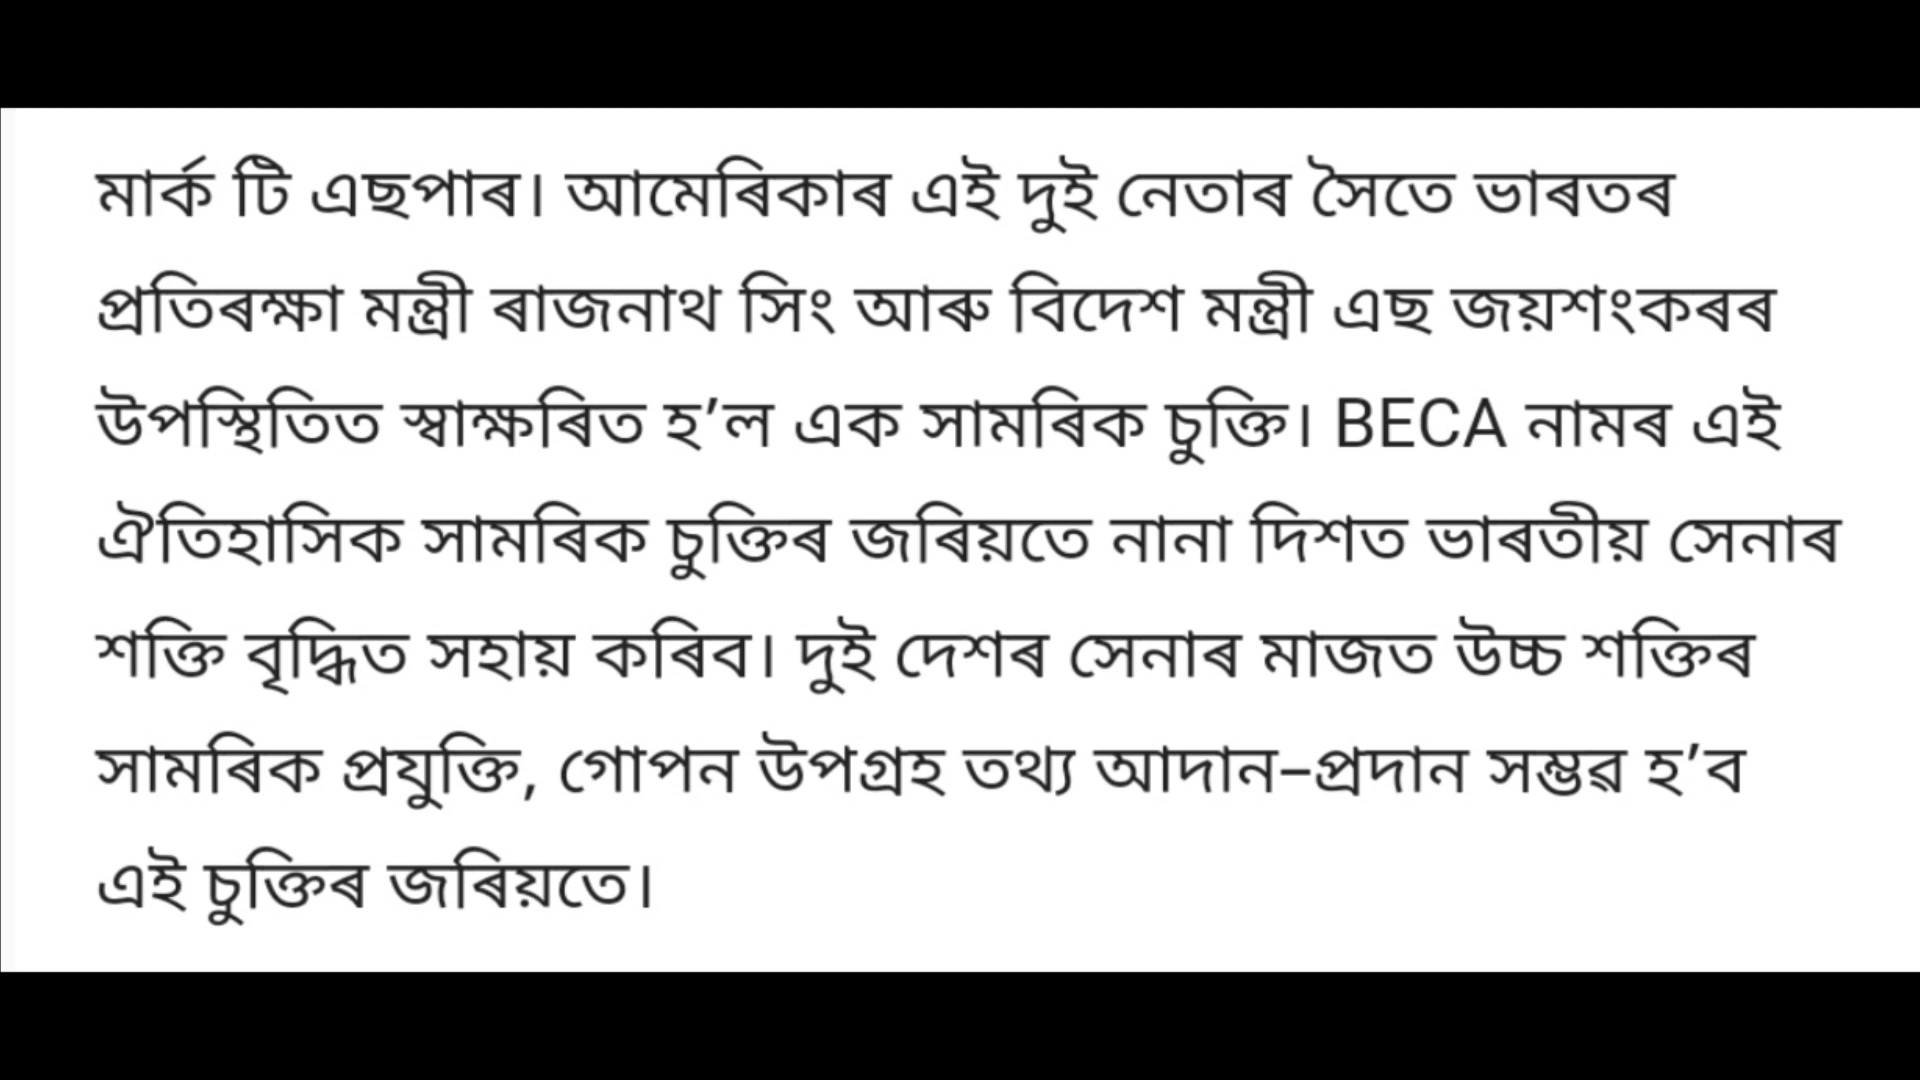 মাৰ্ক টি এছপাৰ। আমেৰিকাৰ এই দুই নেতাৰ সৈতে ভাৰতৰ
প্ৰতিৰক্ষা মন্ত্ৰী ৰাজনাথ সিং আৰু বিদেশ মন্ত্ৰী এছ জয়শংকৰৰ
উপস্থিতিত স্বাক্ষৰিত হ’ল এক সামৰিক চুক্তি। BECA নামৰ এই
ঐতিহাসিক সামৰিক চুক্তিৰ জৰিয়তে নানা দিশত ভাৰতীয় সেনাৰ
শক্তি বৃদ্ধিত সহায় কৰিব। দুই দেশৰ সেনাৰ মাজত উচ্চ শক্তিৰ
সামৰিক প্ৰযুক্তি, গোপন উপগ্ৰহ তথ্য আদান–প্ৰদান সম্ভৱ হ’ব
এই চুক্তিৰ জৰিয়তে।